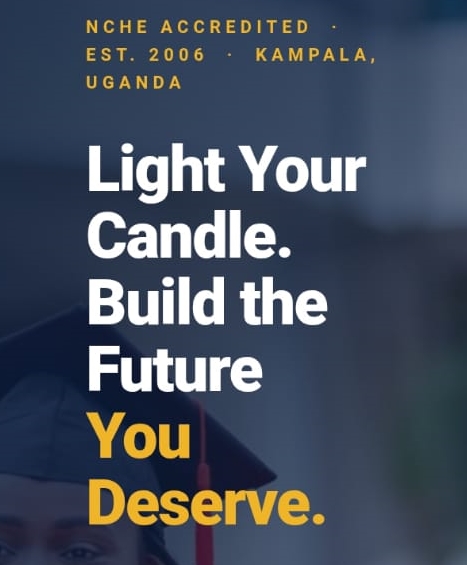 NCHE ACCREDITED ·
EST. 2006 · KAMPALA,
UGANDA
Light Your
Candle.
Build the
Future
You
Deserve.